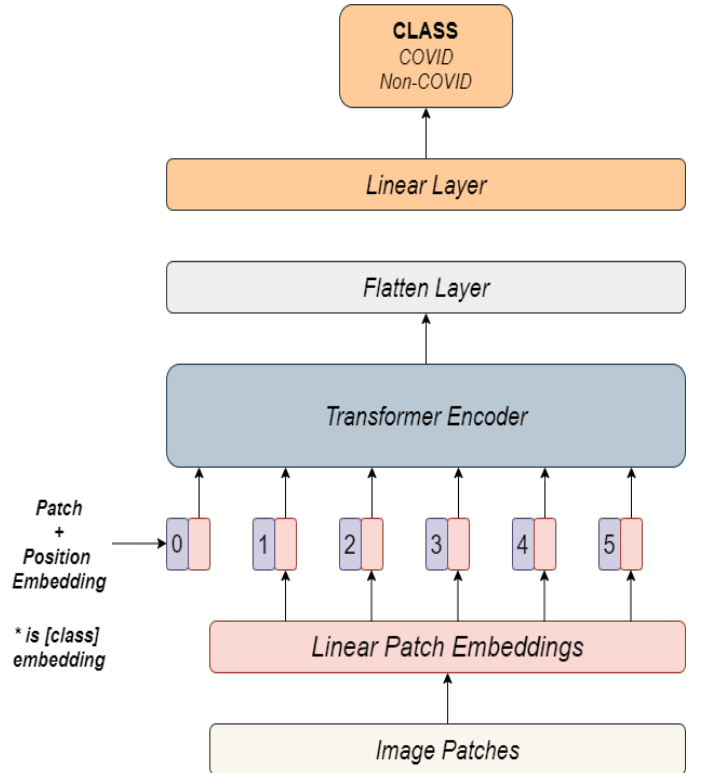 CLASS
COVID
Non-COVID
Linear Layer
Flatten Layer
Transformer Encoder
Patch
+
Position
Embedding
0 1 2 3 4 5
* is [class]
embedding
Linear Patch Embeddings
Image Patches